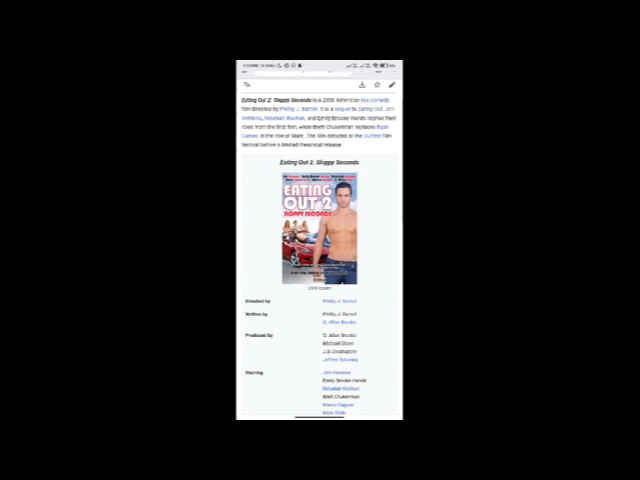 Eating Out 2: Sloppy Seconds is a 2006 American sex comedy
film directed by Phillip J. Bartell. It is a sequel to Eating Out. Jim
Verraros, Rebekah Kochan, and Emily Brooke Hands reprise their
roles from the first film, while Brett Chukerman replaces Ryan
Carnes in the role of Marc. The film debuted at the Outfest film
festival before a limited theatrical release.
Eating Out 2: Sloppy Seconds
EATING
OUT 2
SLOPPY SECONDS
DVD cover
Directed by Phillip J. Bartell
Written by Phillip J. Bartell
Q. Allan Brocka
Produced by Q. Allan Brocka
Michael Shoel
J.D. Disalvatore
Jeffrey Schwarz
Starring Jim Verraros
Emily Brooke Hands
Rebekah Kochan
Brett Chukerman
Marco Dapper
Mink Stole